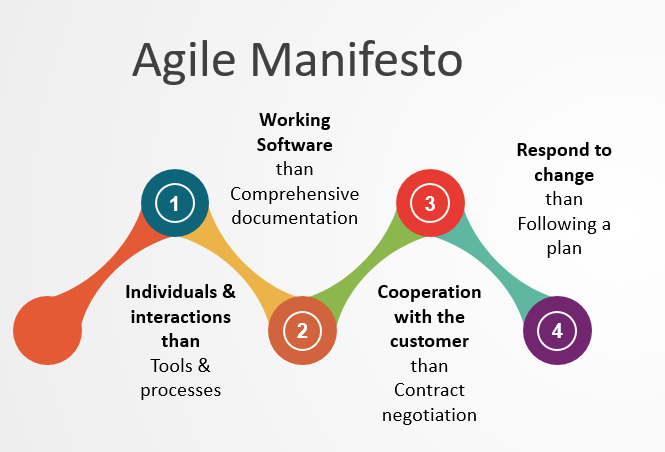 Agile Manifesto
1
Individuals &
interactions
than
Tools &
processes
Working
Software
than
Comprehensive
documentation
2
3
Cooperation
with the
customer
than
Contract
negotiation
Respond to
change
than
Following a
plan
4